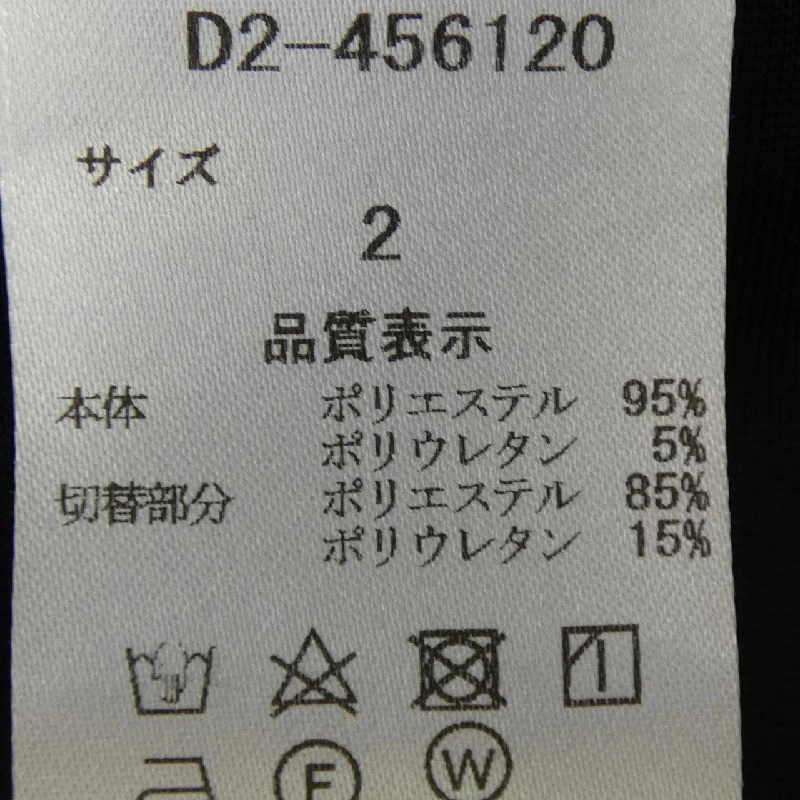 D2-456120
サイズ
2
品質表示
本体 ポリエステル 95%
ポリウレタン 5%
切替部分 ポリエステル 85%
ポリウレタン 15%
F W